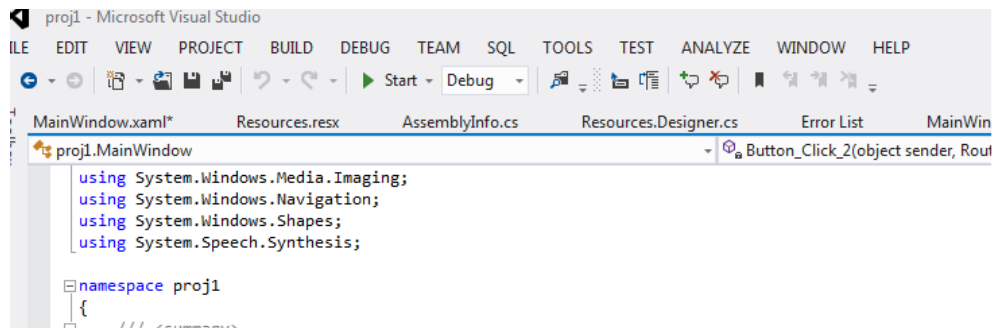 proj1 - Microsoft Visual Studio
ILE EDIT VIEW PROJECT BUILD DEBUG TEAM SQL TOOLS TEST ANALYZE WINDOW HELP
Start Debug
MainWindow.xaml* Resources.resx AssemblyInfo.cs Resources.Designer.cs Error List MainWin
proj1.MainWindow Button_Click_2(object sender, Rout
using System.Windows.Media.Imaging;
using System.Windows.Navigation;
using System.Windows.Shapes;
using System.Speech.Synthesis;
namespace proj1
{
/// <summary>